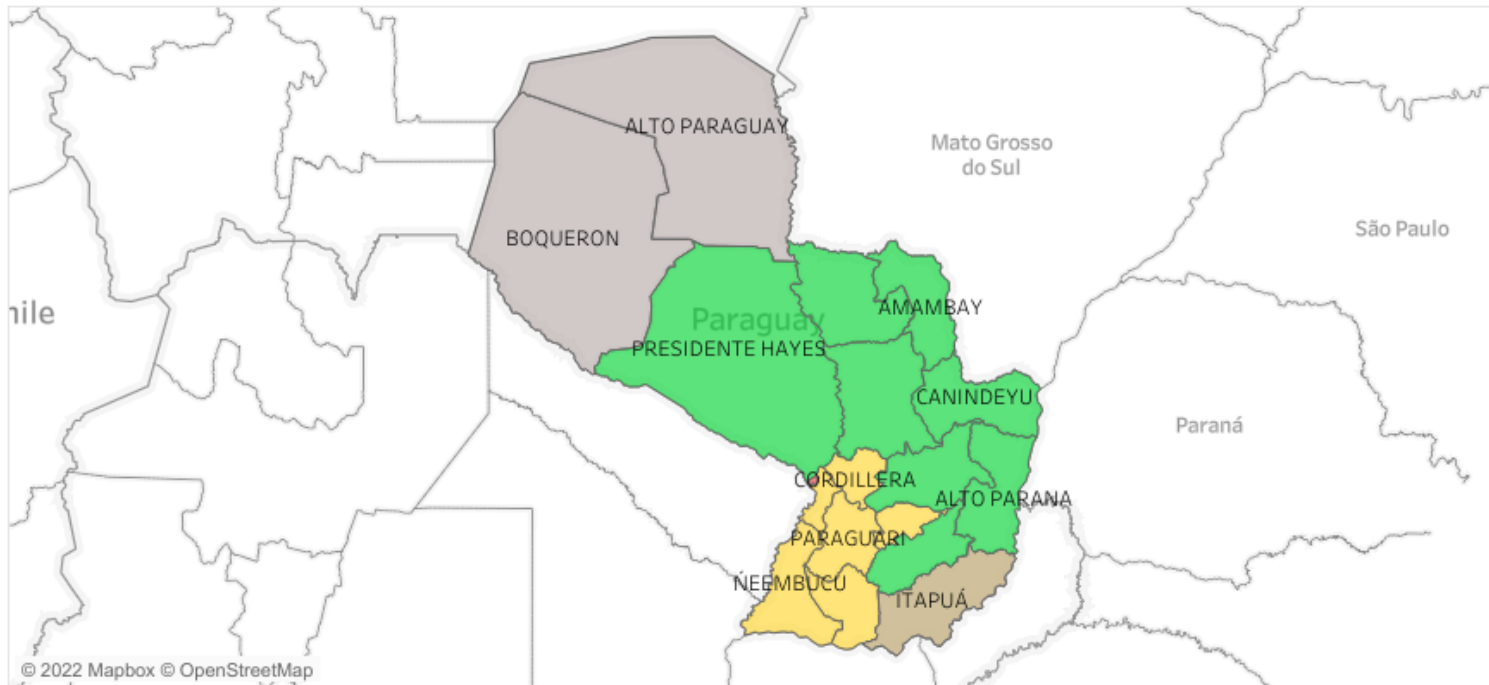 ALTO PARAGUAY
Mato Grosso
do Sul
São Paulo
BOQUERON
AMAMBAY
hile
Paraguay
PRESIDENTE HAYES
CANINDEYU
Paraná
CORDILLERA
ALTO PARANA
PARAGUARI
ÑEEMBUCU
ITAPUÁ
© 2022 Mapbox © OpenStreetMap